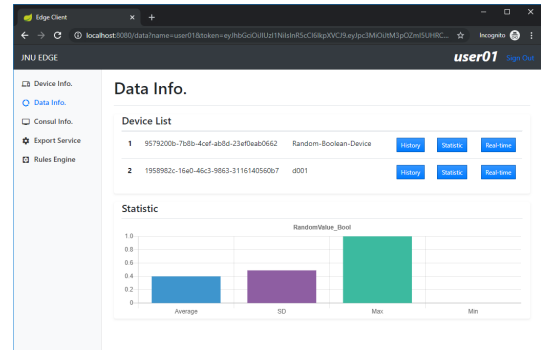 Edge Client
localhost:8080/data?name=user01&token=
Incognito
JNU EDGE
user01 Sign Out
Device Info.
Data Info.
Consul Info.
Export Service
Rules Engine
Data Info.
Device List
1 9579200b-7b8b-4cef-ab8d-23ef0eab0662 Random-Boolean-Device History Statistic Real-time
2 1958982c-16e0-46c3-9863-3116140560b7 d001 History Statistic Real-time
Statistic
RandomValue_Bool
1.0
0.8
0.6
0.4
0.2
0
Average SD Max Min